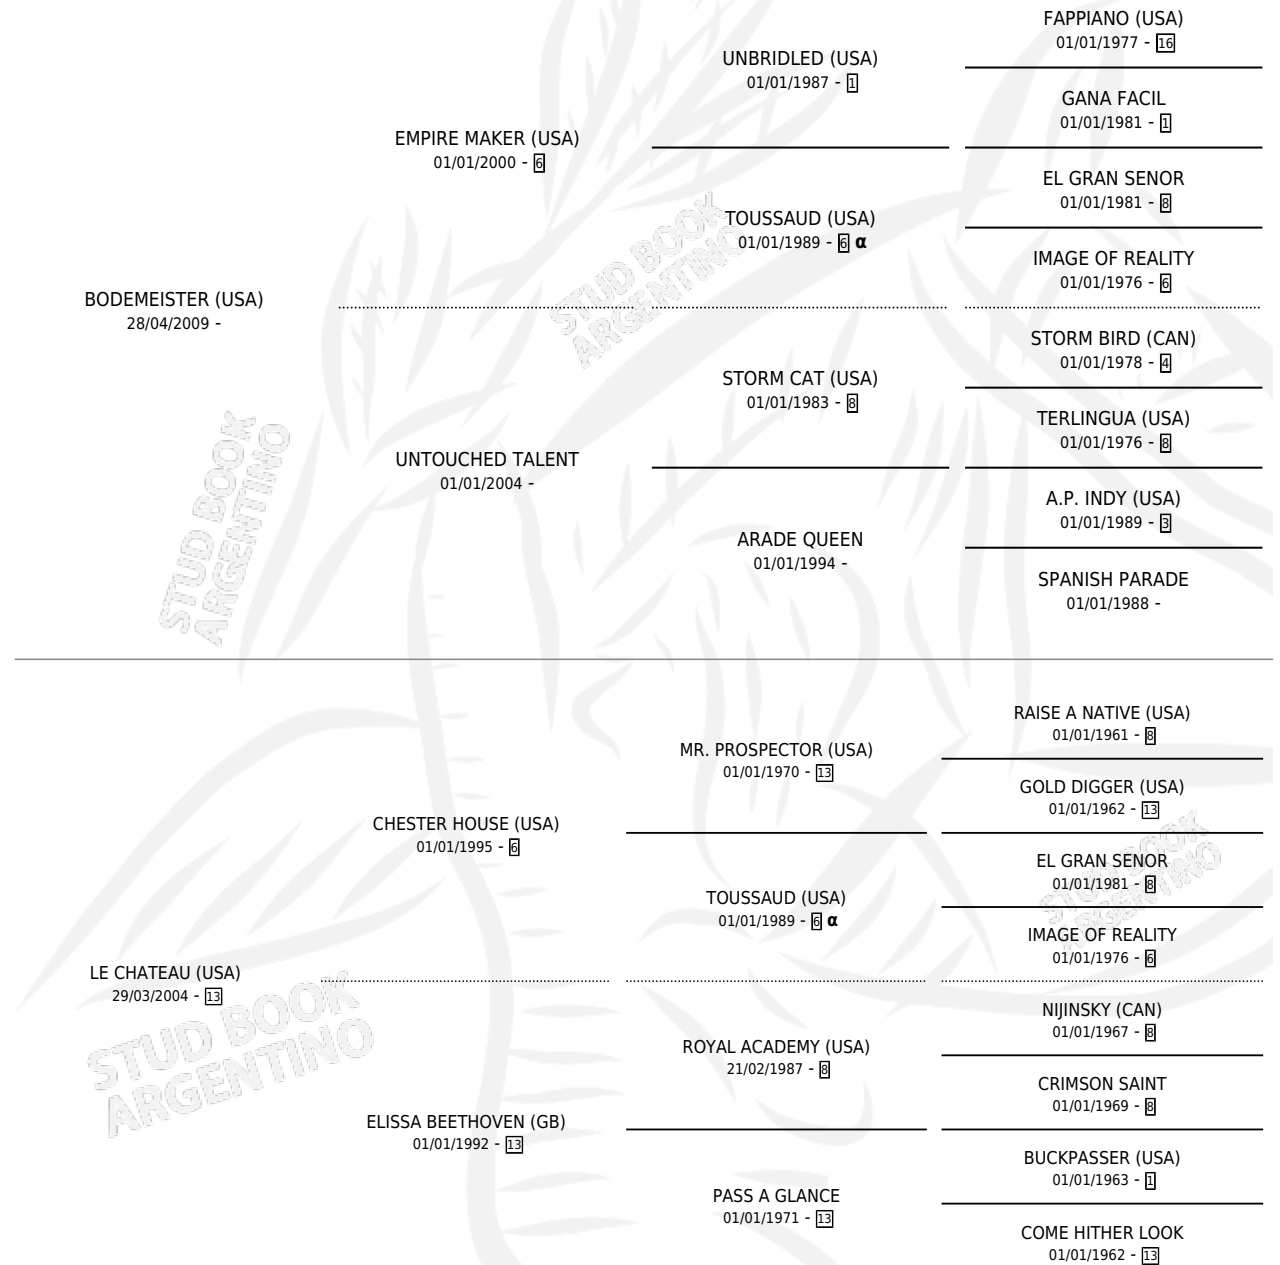 FAPPIANO (USA)
01/01/1977 - 16
UNBRIDLED (USA)
01/01/1987 - 1
GANA FACIL
01/01/1981 - 1
EMPIRE MAKER (USA)
01/01/2000 - 6
EL GRAN SENOR
01/01/1981 - 8
TOUSSAUD (USA)
01/01/1989 - 6 α
IMAGE OF REALITY
01/01/1976 - 6
BODEMEISTER (USA)
28/04/2009 -
STORM BIRD (CAN)
01/01/1978 - 4
STORM CAT (USA)
01/01/1983 - 8
TERLINGUA (USA)
01/01/1976 - 8
UNTOUCHED TALENT
01/01/2004 -
A.P. INDY (USA)
01/01/1989 - 3
ARADE QUEEN
01/01/1994 -
SPANISH PARADE
01/01/1988 -
RAISE A NATIVE (USA)
01/01/1961 - 8
MR. PROSPECTOR (USA)
01/01/1970 - 13
GOLD DIGGER (USA)
01/01/1962 - 13
CHESTER HOUSE (USA)
01/01/1995 - 6
EL GRAN SENOR
01/01/1981 - 8
TOUSSAUD (USA)
01/01/1989 - 6 α
IMAGE OF REALITY
01/01/1976 - 6
LE CHATEAU (USA)
29/03/2004 - 13
NIJINSKY (CAN)
01/01/1967 - 8
ROYAL ACADEMY (USA)
21/02/1987 - 8
CRIMSON SAINT
01/01/1969 - 8
ELISSA BEETHOVEN (GB)
01/01/1992 - 13
BUCKPASSER (USA)
01/01/1963 - 1
PASS A GLANCE
01/01/1971 - 13
COME HITHER LOOK
01/01/1962 - 13
STUD BOOK
ARGENTINO
STUD BOOK
ARGENTINO
STUD BOOK
ARGENTINO
STUD BOOK
ARGENTINO